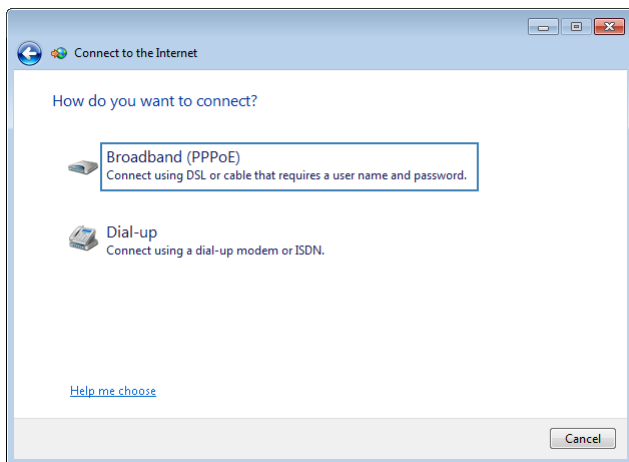 Connect to the Internet
How do you want to connect?
Broadband (PPPoE)
Connect using DSL or cable that requires a user name and password.
Dial-up
Connect using a dial-up modem or ISDN.
Help me choose
Cancel